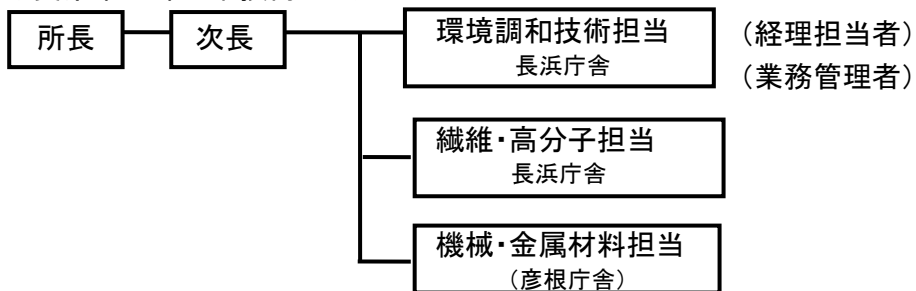 所長
次長
環境調和技術担当
長浜庁舎
(経理担当者)
(業務管理者)
繊維・高分子担当
長浜庁舎
機械・金属材料担当
(彦根庁舎)